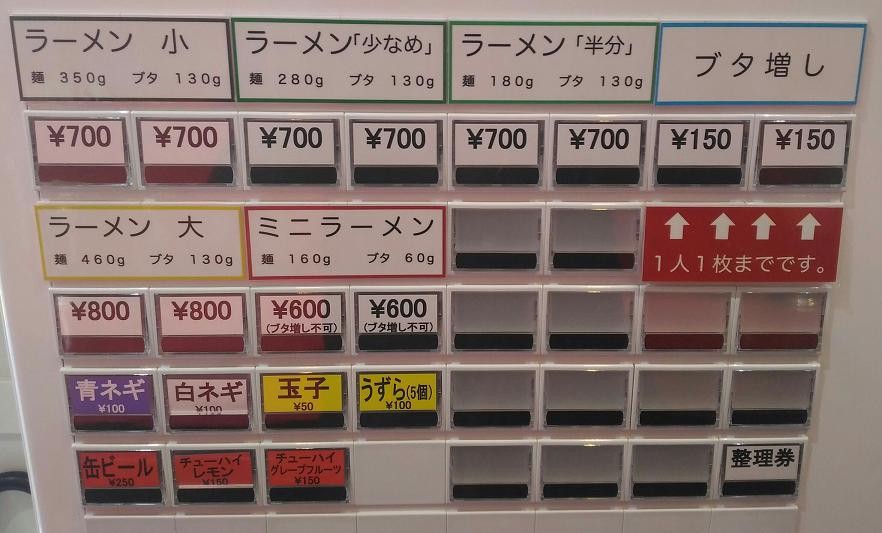 ラーメン 小
麺 350g ブタ 130g
ラーメン「少なめ」
麺 280g ブタ 130g
ラーメン「半分」
麺 180g ブタ 130g
ブタ増し
¥700 ¥700 ¥700 ¥700 ¥700 ¥700 ¥150 ¥150
ラーメン 大
麺 460g ブタ 130g
ミニラーメン
麺 160g ブタ 60g
1人1枚までです。
¥800 ¥800 ¥600 ¥600
(ブタ増し不可) (ブタ増し不可)
青ネギ
¥100
白ネギ
¥100
玉子
¥50
うずら(5個)
¥100
缶ビール
¥250
チューハイ
レモン
¥150
チューハイ
グレープフルーツ
¥150
整理券